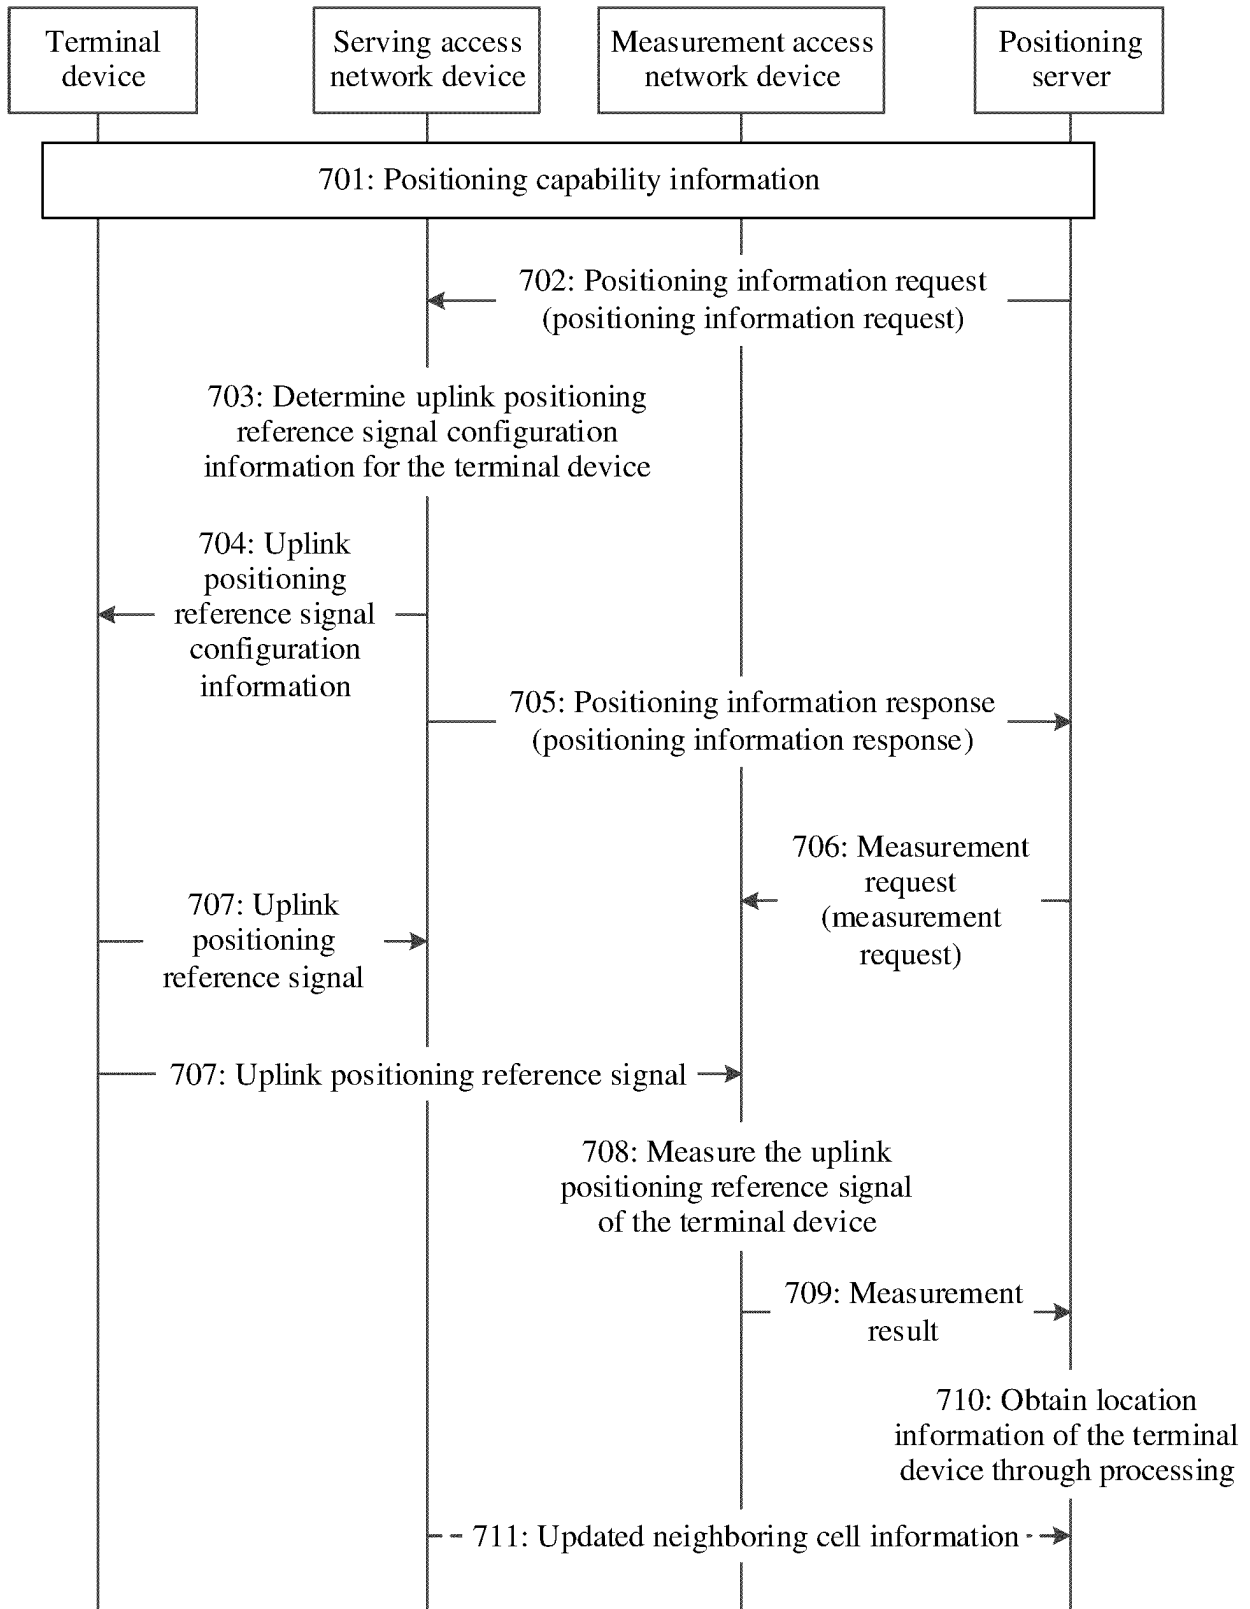 Terminal
device
Serving access
network device
Measurement access
network device
Positioning
server
701: Positioning capability information
702: Positioning information request
(positioning information request)
703: Determine uplink positioning
reference signal configuration
information for the terminal device
704: Uplink
positioning
reference signal
configuration
information
705: Positioning information response
(positioning information response)
706: Measurement
request
(measurement
request)
707: Uplink
positioning
reference signal
707: Uplink positioning reference signal
708: Measure the uplink
positioning reference signal
of the terminal device
709: Measurement
result
710: Obtain location
information of the terminal
device through processing
711: Updated neighboring cell information